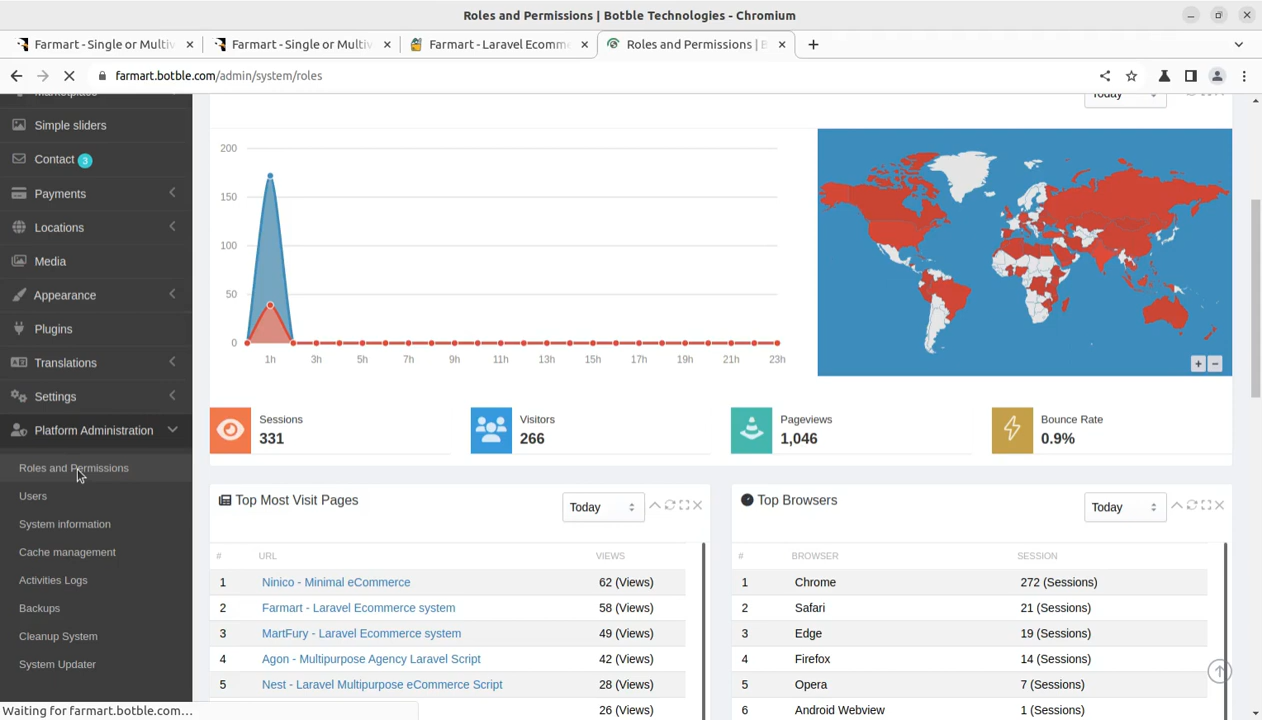 Roles and Permissions | Botble Technologies - Chromium
Farmart - Single or Multiv
Farmart - Single or Multiv
Farmart - Laravel Ecomme
Roles and Permissions | B
farmart.botble.com/admin/system/roles
Marketplace
Simple sliders
Contact 3
Payments
Locations
Media
Appearance
Plugins
Translations
Settings
Platform Administration
Roles and Permissions
Users
System information
Cache management
Activities Logs
Backups
Cleanup System
System Updater
Waiting for farmart.botble.com...
Today
200
150
100
50
0
1h 3h 5h 7h 9h 11h 13h 15h 17h 19h 21h 23h
+ −
Sessions
331
Visitors
266
Pageviews
1,046
Bounce Rate
0.9%
Top Most Visit Pages
Today
# URL VIEWS
1 Ninico - Minimal eCommerce 62 (Views)
2 Farmart - Laravel Ecommerce system 58 (Views)
3 MartFury - Laravel Ecommerce system 49 (Views)
4 Agon - Multipurpose Agency Laravel Script 42 (Views)
5 Nest - Laravel Multipurpose eCommerce Script 28 (Views)
26 (Views)
Top Browsers
Today
# BROWSER SESSION
1 Chrome 272 (Sessions)
2 Safari 21 (Sessions)
3 Edge 19 (Sessions)
4 Firefox 14 (Sessions)
5 Opera 7 (Sessions)
6 Android Webview 1 (Sessions)